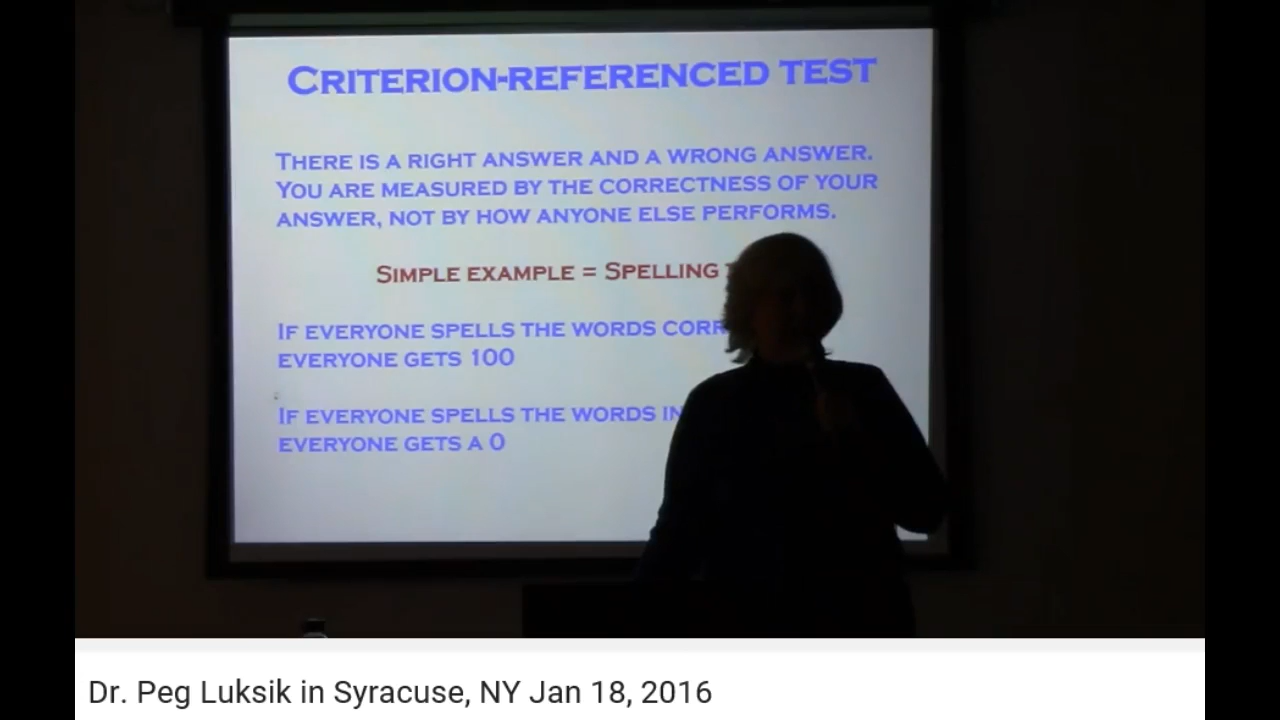 CRITERION-REFERENCED TEST
THERE IS A RIGHT ANSWER AND A WRONG ANSWER.
YOU ARE MEASURED BY THE CORRECTNESS OF YOUR
ANSWER, NOT BY HOW ANYONE ELSE PERFORMS.
SIMPLE EXAMPLE = SPELLING
IF EVERYONE SPELLS THE WORDS
EVERYONE GETS 100
IF EVERYONE SPELLS THE WORDS
EVERYONE GETS A 0
Dr. Peg Luksik in Syracuse, NY Jan 18, 2016